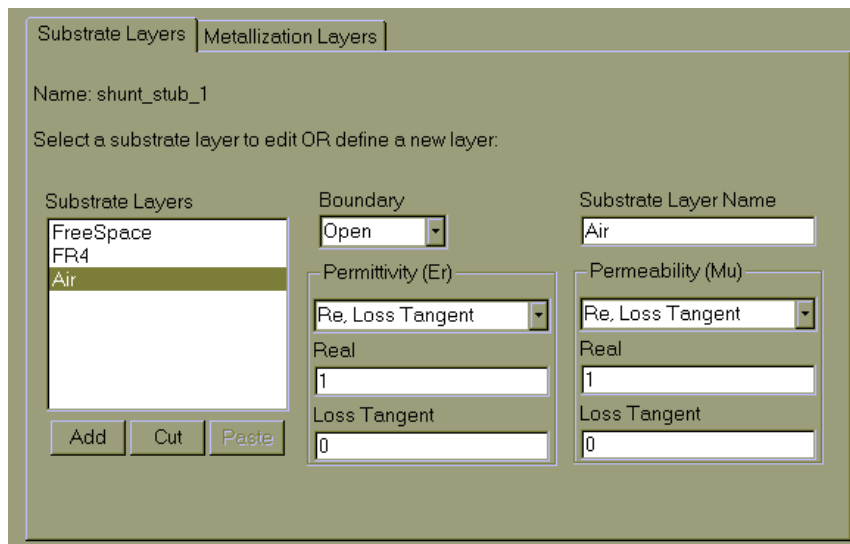 Substrate Layers Metallization Layers
Name: shunt_stub_1
Select a substrate layer to edit OR define a new layer:
Substrate Layers
FreeSpace
FR4
Air
Add Cut Paste
Boundary
Open
Permittivity (Er)
Re, Loss Tangent
Real
1
Loss Tangent
0
Substrate Layer Name
Air
Permeability (Mu)
Re, Loss Tangent
Real
1
Loss Tangent
0